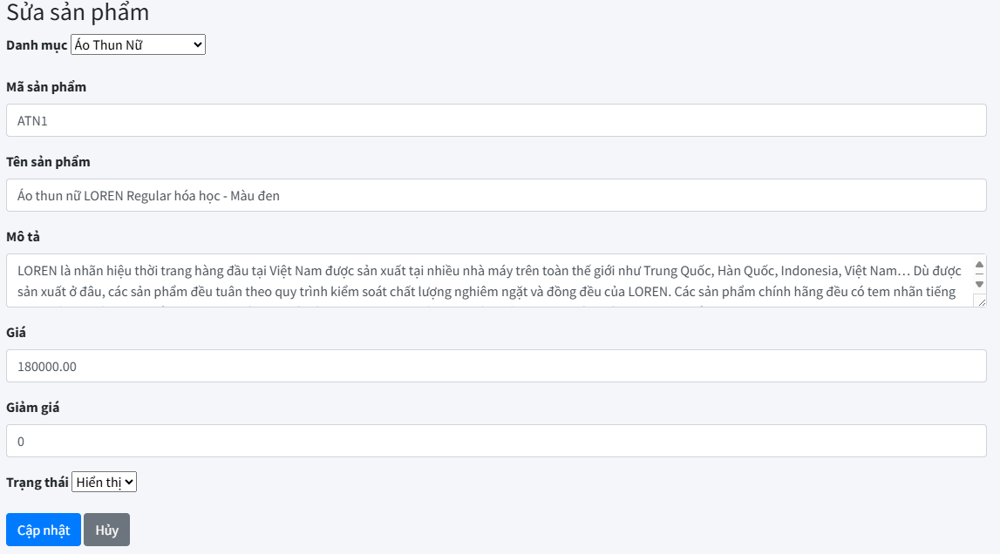 Sửa sản phẩm
Danh mục Áo Thun Nữ
Mã sản phẩm
ATN1
Tên sản phẩm
Áo thun nữ LOREN Regular hóa học - Màu đen
Mô tả
LOREN là nhãn hiệu thời trang hàng đầu tại Việt Nam được sản xuất tại nhiều nhà máy trên toàn thế giới như Trung Quốc, Hàn Quốc, Indonesia, Việt Nam… Dù được
sản xuất ở đâu, các sản phẩm đều tuân theo quy trình kiểm soát chất lượng nghiêm ngặt và đồng đều của LOREN. Các sản phẩm chính hãng đều có tem nhãn tiếng
Giá
180000.00
Giảm giá
0
Trạng thái Hiển thị
Cập nhật Hủy